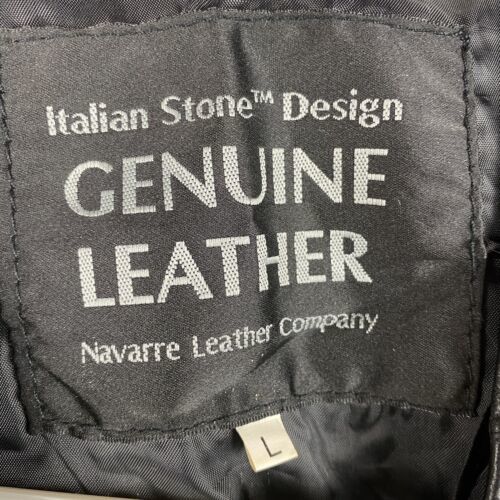 Italian Stone™ Design
GENUINE
LEATHER
Navarre Leather Company
L